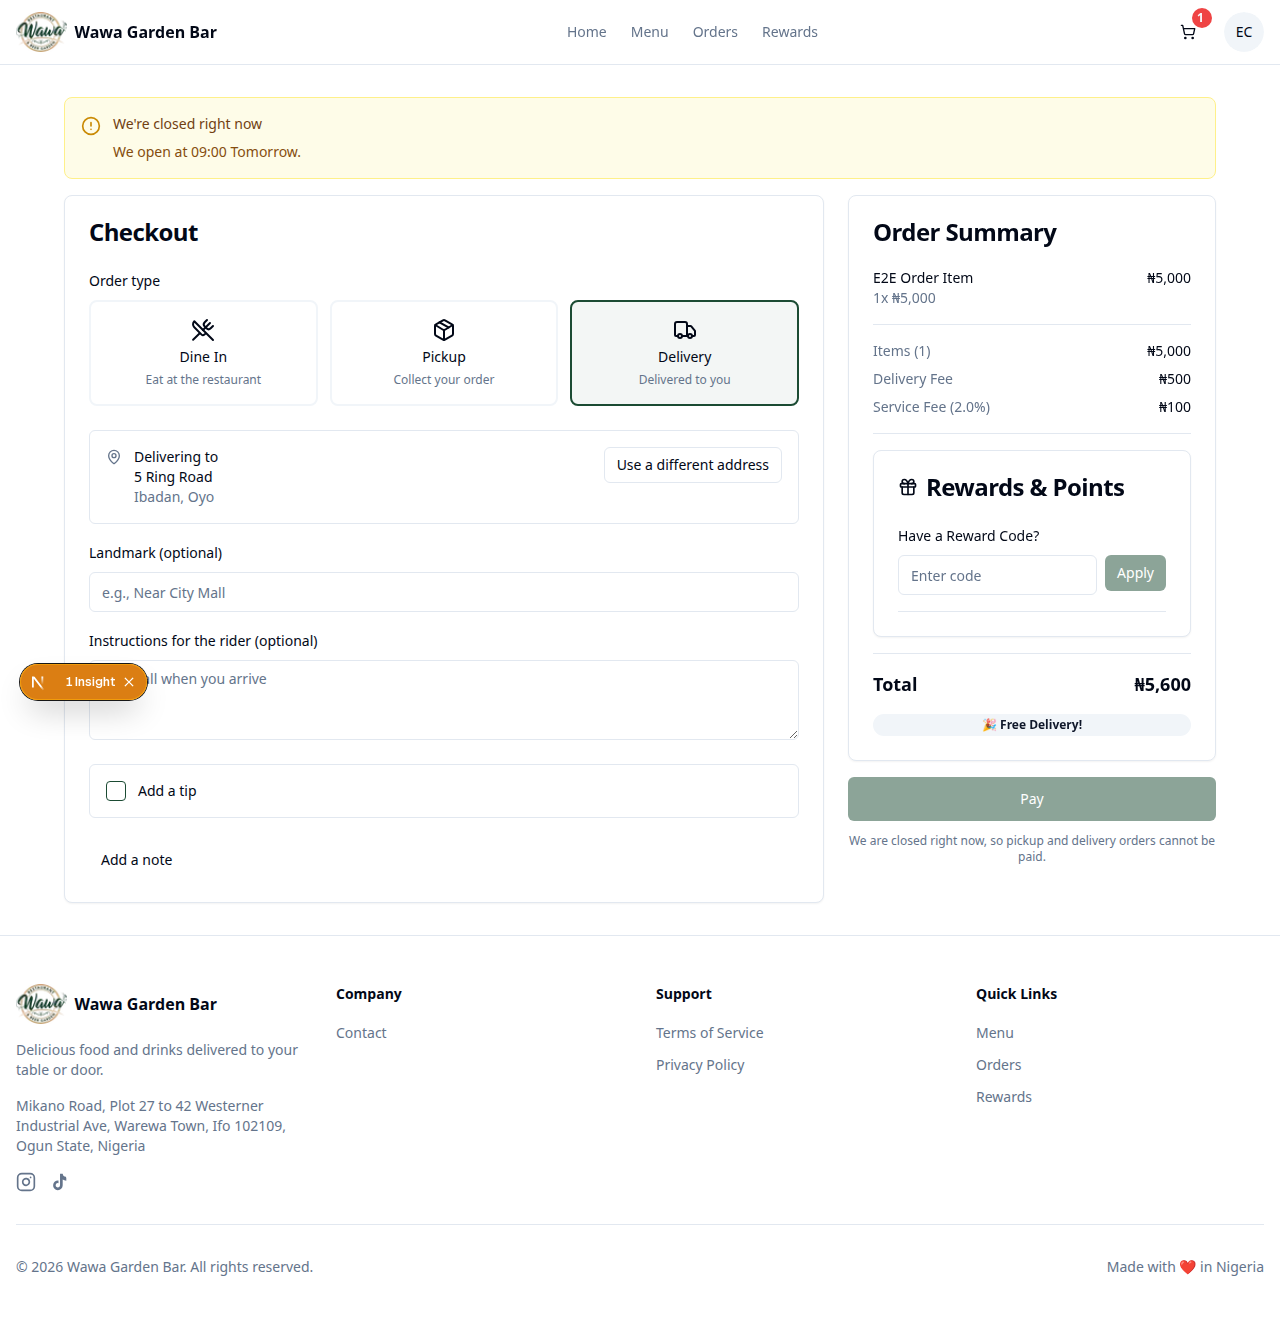 Wawa
Wawa Garden Bar
Home
Menu
Orders
Rewards
1
EC
We're closed right now
We open at 09:00 Tomorrow.
Checkout
Order type
Dine In
Eat at the restaurant
Pickup
Collect your order
Delivery
Delivered to you
Delivering to
5 Ring Road
Ibadan, Oyo
Use a different address
Landmark (optional)
e.g., Near City Mall
Instructions for the rider (optional)
when you arrive
1 Insight
Add a tip
Add a note
Order Summary
E2E Order Item
₦5,000
1x ₦5,000
Items (1)
₦5,000
Delivery Fee
₦500
Service Fee (2.0%)
₦100
Rewards & Points
Have a Reward Code?
Enter code
Apply
Total
₦5,600
🎉 Free Delivery!
Pay
We are closed right now, so pickup and delivery orders cannot be
paid.
Wawa
Wawa Garden Bar
Delicious food and drinks delivered to your
table or door.
Mikano Road, Plot 27 to 42 Westerner
Industrial Ave, Warewa Town, Ifo 102109,
Ogun State, Nigeria
Company
Contact
Support
Terms of Service
Privacy Policy
Quick Links
Menu
Orders
Rewards
© 2026 Wawa Garden Bar. All rights reserved.
Made with ❤️ in Nigeria